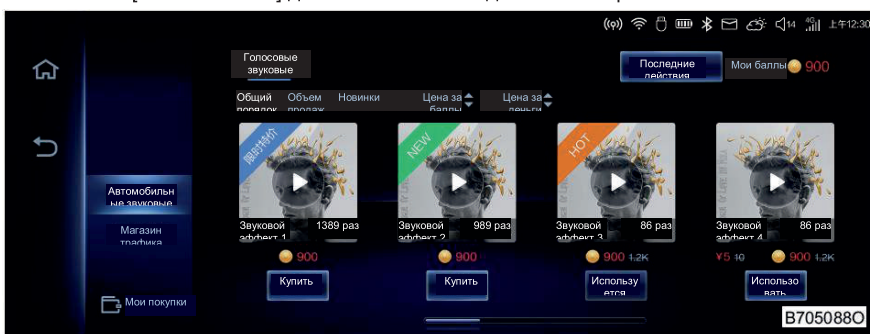 14 4G 上午12:30
Голосовые
звуковые
Последние
действия
Мои баллы 900
Общий
порядок
Объем
продаж
Новинки
Цена за
баллы
Цена за
деньги
限时特价
NEW
HOT
Звуковой
эффект 1
1389 раз
Звуковой
эффект 2
989 раз
Звуковой
эффект 3
86 раз
Звуковой
эффект 4
86 раз
900
900
900 1.2K
¥5 10 900 1.2K
Купить
Купить
Использу
ется
Использо
вать
Автомобильн
ые звуковые
Магазин
трафика
Мои покупки
B705088O